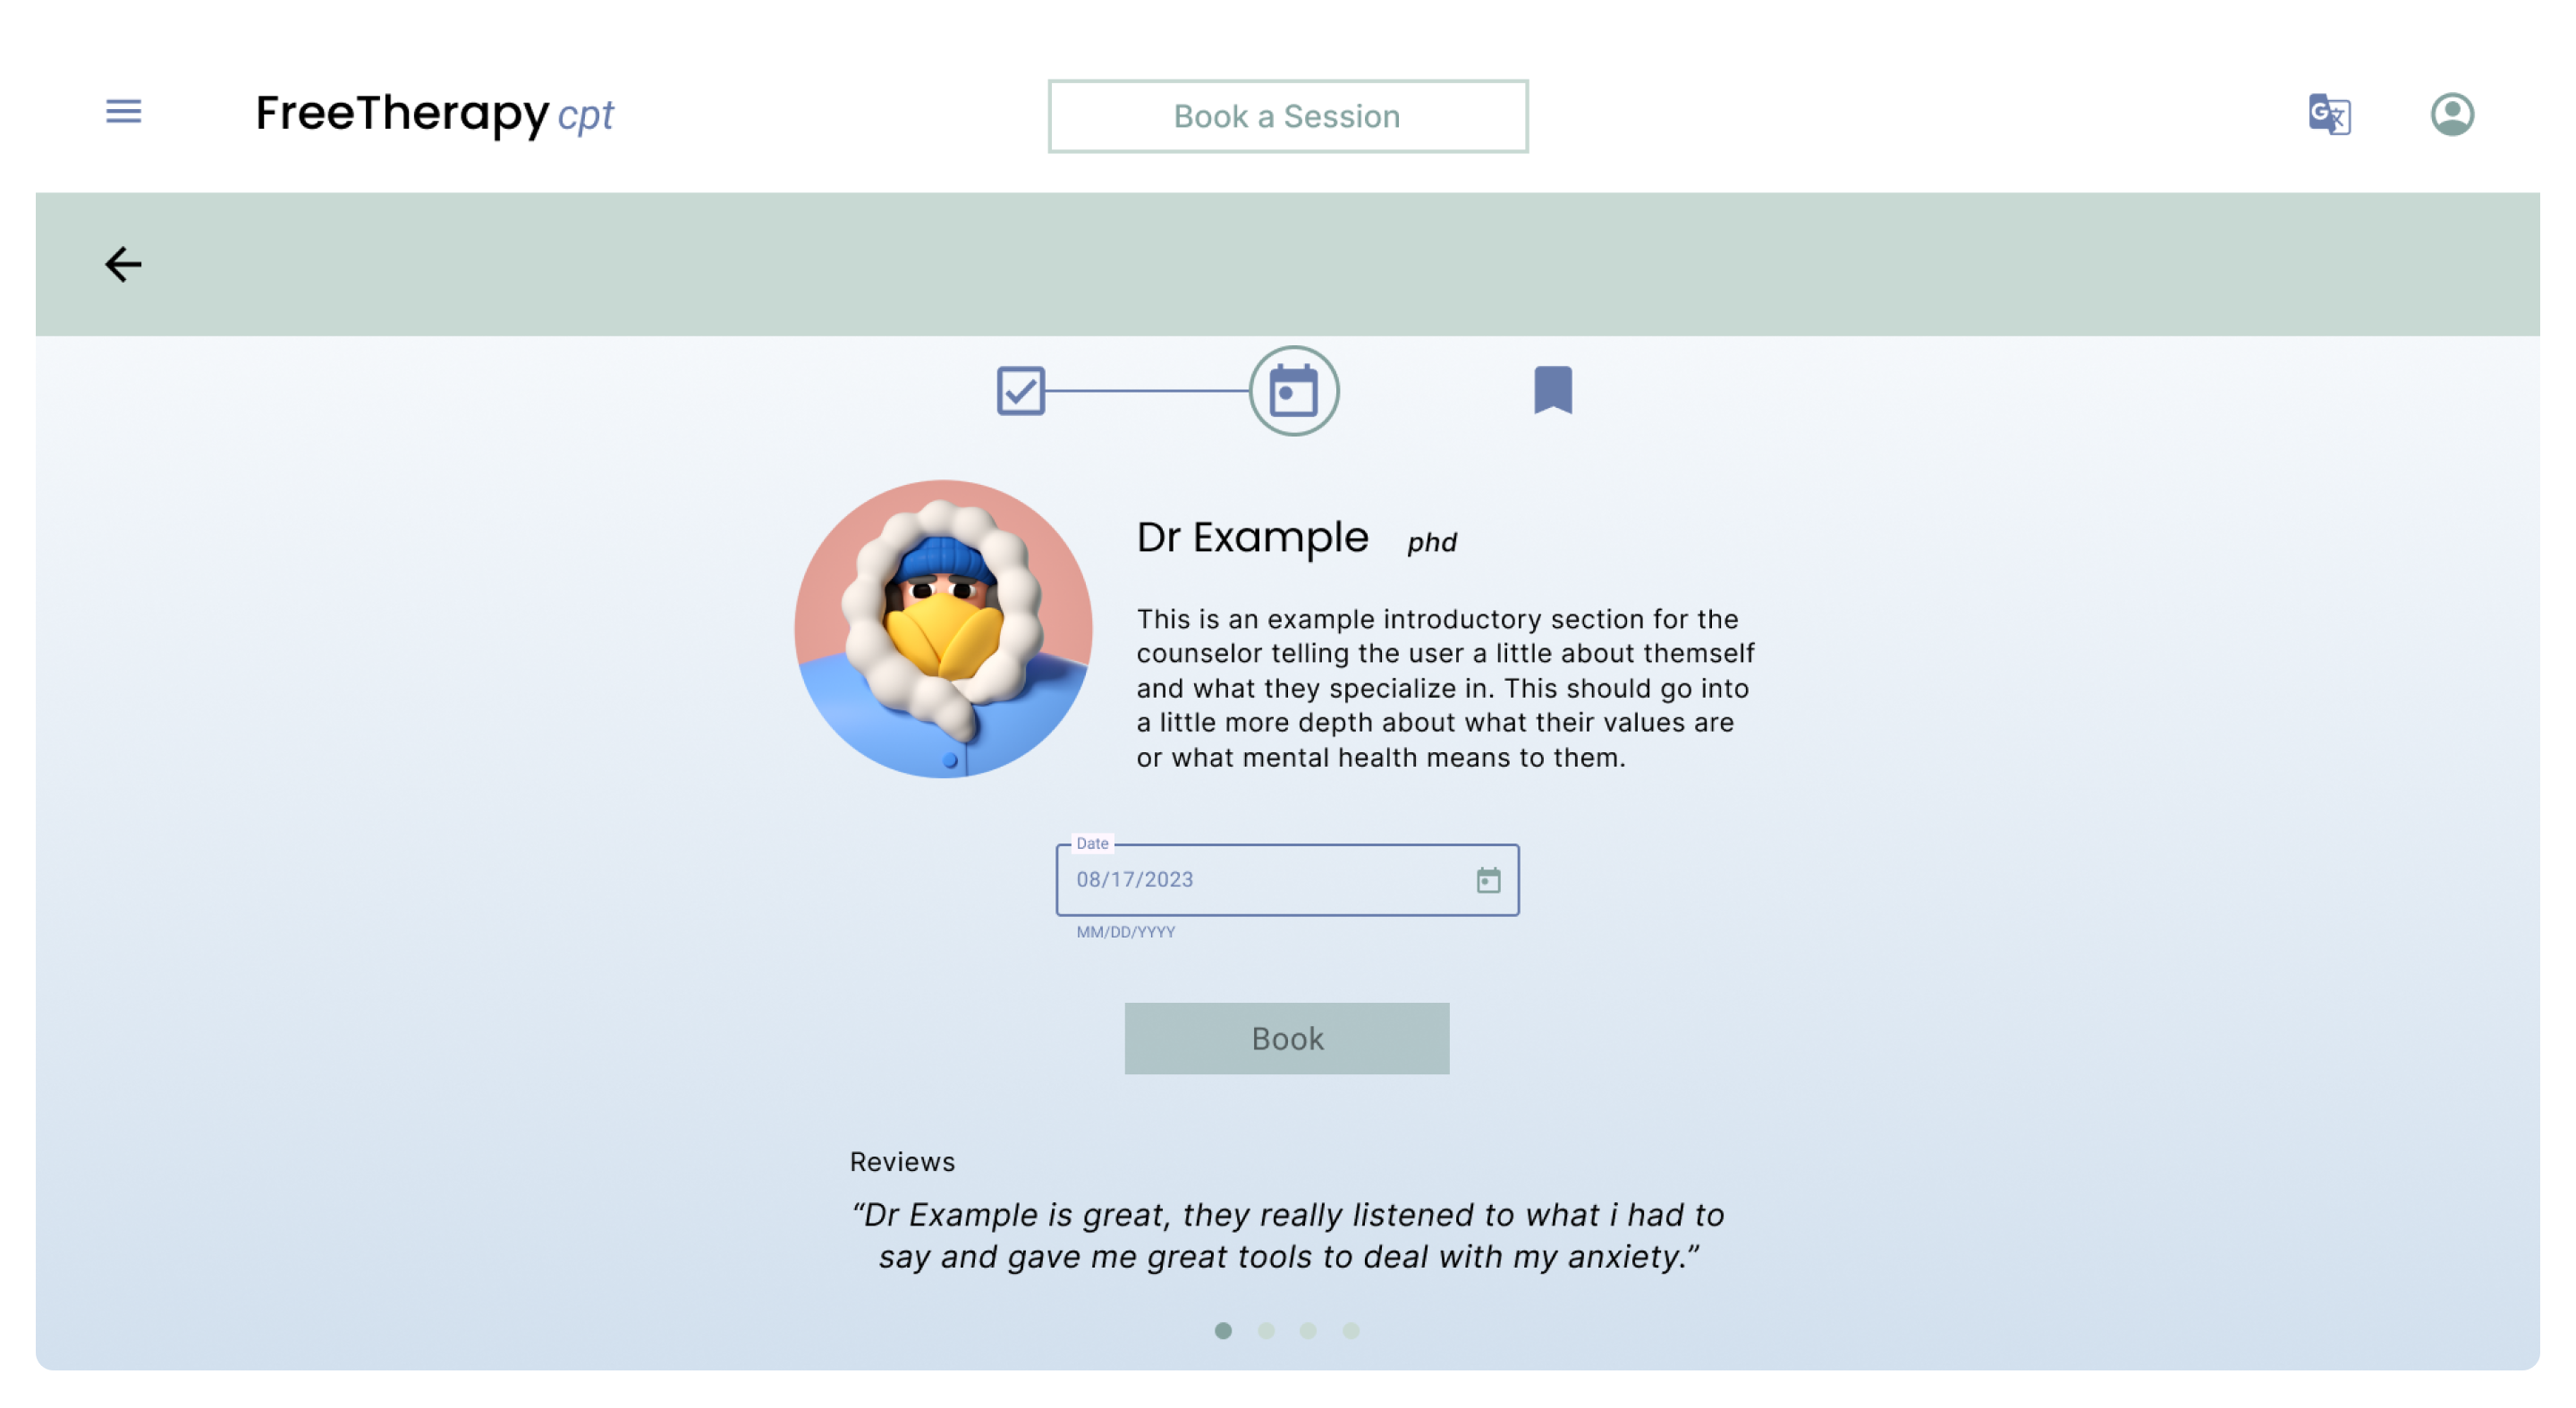 FreeTherapy cpt
Book a Session
Dr Example phd
This is an example introductory section for the
counselor telling the user a little about themself
and what they specialize in. This should go into
a little more depth about what their values are
or what mental health means to them.
Date
08/17/2023
MM/DD/YYYY
Book
Reviews
“Dr Example is great, they really listened to what i had to
say and gave me great tools to deal with my anxiety.”